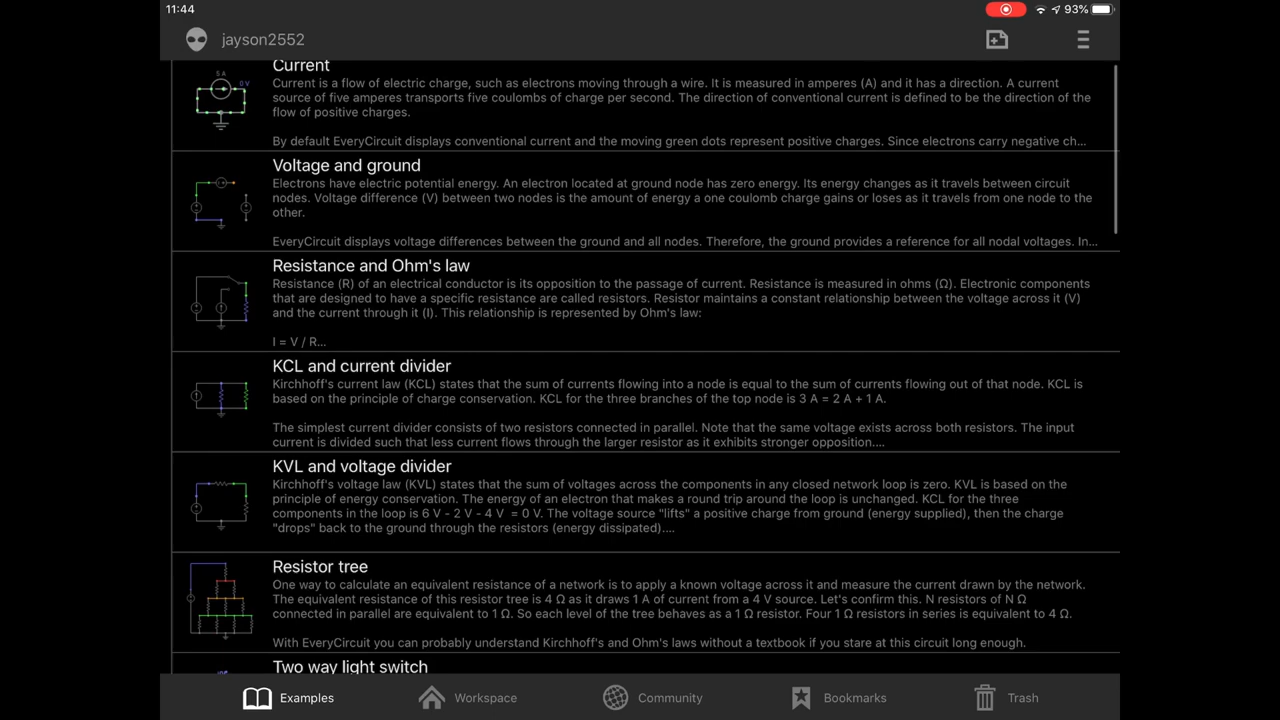 11:44
93%
jayson2552
5 A
0 V
Current
Current is a flow of electric charge, such as electrons moving through a wire. It is measured in amperes (A) and it has a direction. A current
source of five amperes transports five coulombs of charge per second. The direction of conventional current is defined to be the direction of the
flow of positive charges.
By default EveryCircuit displays conventional current and the moving green dots represent positive charges. Since electrons carry negative ch...
Voltage and ground
Electrons have electric potential energy. An electron located at ground node has zero energy. Its energy changes as it travels between circuit
nodes. Voltage difference (V) between two nodes is the amount of energy a one coulomb charge gains or loses as it travels from one node to the
other.
EveryCircuit displays voltage differences between the ground and all nodes. Therefore, the ground provides a reference for all nodal voltages. In...
Resistance and Ohm's law
Resistance (R) of an electrical conductor is its opposition to the passage of current. Resistance is measured in ohms (Ω). Electronic components
that are designed to have a specific resistance are called resistors. Resistor maintains a constant relationship between the voltage across it (V)
and the current through it (I). This relationship is represented by Ohm's law:
I = V / R...
KCL and current divider
Kirchhoff's current law (KCL) states that the sum of currents flowing into a node is equal to the sum of currents flowing out of that node. KCL is
based on the principle of charge conservation. KCL for the three branches of the top node is 3 A = 2 A + 1 A.
The simplest current divider consists of two resistors connected in parallel. Note that the same voltage exists across both resistors. The input
current is divided such that less current flows through the larger resistor as it exhibits stronger opposition....
KVL and voltage divider
Kirchhoff's voltage law (KVL) states that the sum of voltages across the components in any closed network loop is zero. KVL is based on the
principle of energy conservation. The energy of an electron that makes a round trip around the loop is unchanged. KCL for the three
components in the loop is 6 V - 2 V - 4 V = 0 V. The voltage source "lifts" a positive charge from ground (energy supplied), then the charge
"drops" back to the ground through the resistors (energy dissipated)....
Resistor tree
One way to calculate an equivalent resistance of a network is to apply a known voltage across it and measure the current drawn by the network.
The equivalent resistance of this resistor tree is 4 Ω as it draws 1 A of current from a 4 V source. Let's confirm this. N resistors of N Ω
connected in parallel are equivalent to 1 Ω. So each level of the tree behaves as a 1 Ω resistor. Four 1 Ω resistors in series is equivalent to 4 Ω.
With EveryCircuit you can probably understand Kirchhoff's and Ohm's laws without a textbook if you stare at this circuit long enough.
Two way light switch
Examples
Workspace
Community
Bookmarks
Trash